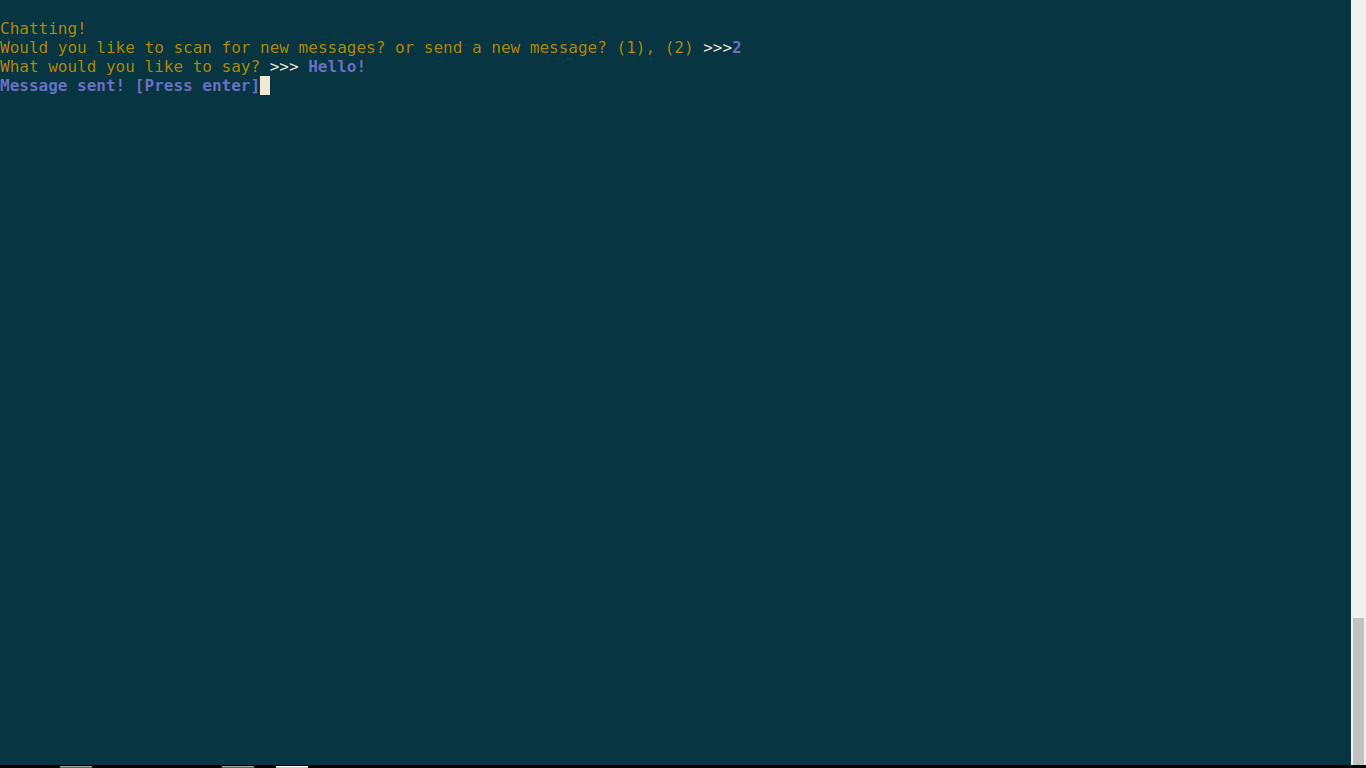 Chatting!
Would you like to scan for new messages? or send a new message? (1), (2) >>>2
What would you like to say? >>> Hello!
Message sent! [Press enter]